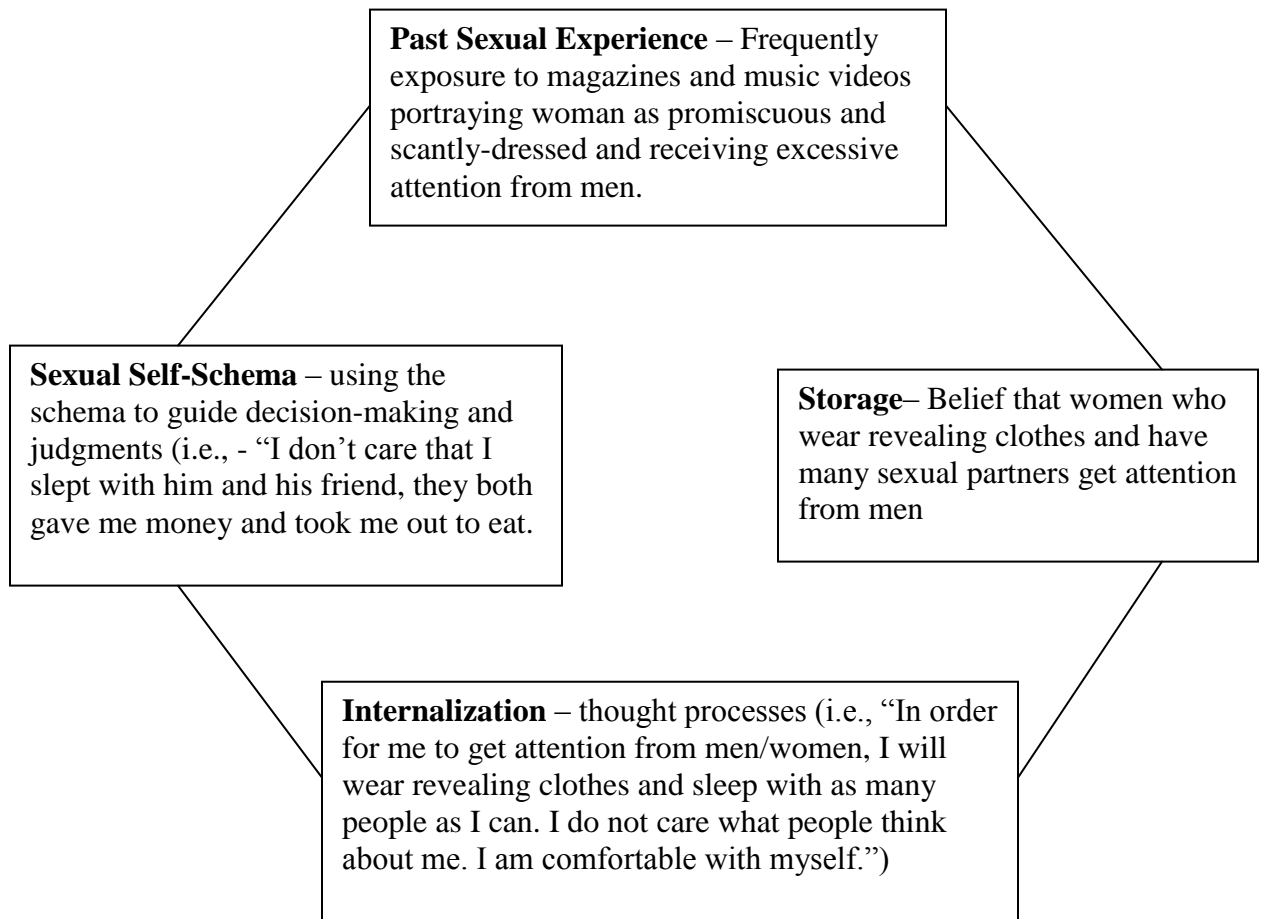 Past Sexual Experience – Frequently
exposure to magazines and music videos
portraying woman as promiscuous and
scantly-dressed and receiving excessive
attention from men.
Sexual Self-Schema – using the
schema to guide decision-making and
judgments (i.e., - “I don’t care that I
slept with him and his friend, they both
gave me money and took me out to eat.
Storage– Belief that women who
wear revealing clothes and have
many sexual partners get attention
from men
Internalization – thought processes (i.e., “In order
for me to get attention from men/women, I will
wear revealing clothes and sleep with as many
people as I can. I do not care what people think
about me. I am comfortable with myself.”)